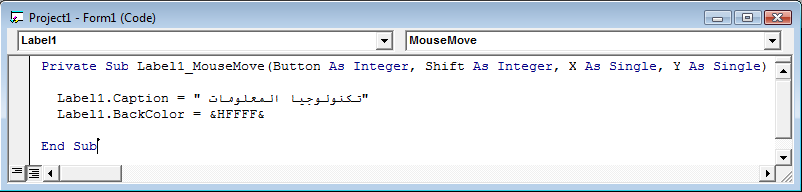 Project1 - Form1 (Code)
Label1 MouseMove
Private Sub Label1_MouseMove(Button As Integer, Shift As Integer, X As Single, Y As Single)
Label1.Caption = " تكنولوجيا المعلومات"
Label1.BackColor = &HFFFF&
End Sub